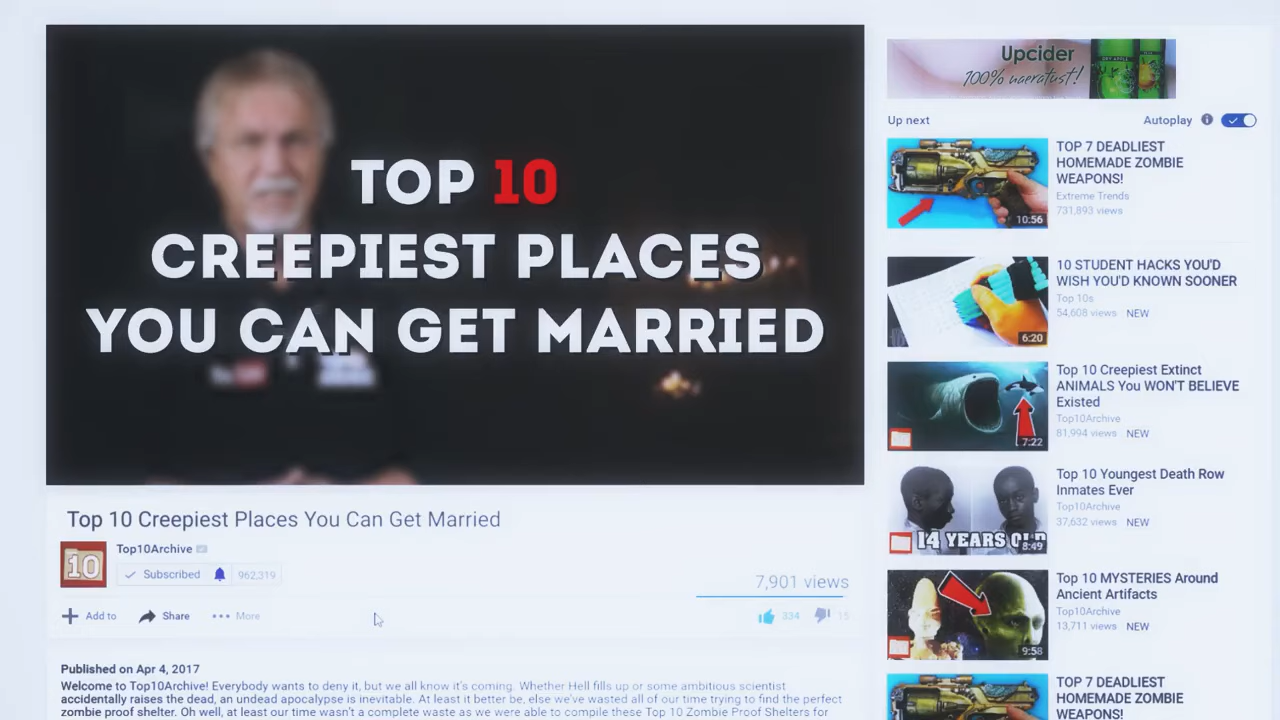 TOP 10
CREEPIEST PLACES
YOU CAN GET MARRIED
Top 10 Creepiest Places You Can Get Married
Top10Archive
Subscribed 962,319
7,901 views
Add to Share More
334 15
Published on Apr 4, 2017
Welcome to Top10Archive! Everybody wants to deny it, but we all know it's coming. Whether Hell fills up or some ambitious scientist
accidentally raises the dead, an undead apocalypse is inevitable. At least it better be, else we've wasted all of our time trying to find the perfect
zombie proof shelter. Oh well, at least our time wasn't a complete waste as we were able to compile these Top 10 Zombie Proof Shelters for
Upcider
100% naeratust!
Up next
Autoplay
TOP 7 DEADLIEST
HOMEMADE ZOMBIE
WEAPONS!
Extreme Trends
731,893 views
10:56
10 STUDENT HACKS YOU'D
WISH YOU'D KNOWN SOONER
Top 10s
54,608 views NEW
6:20
Top 10 Creepiest Extinct
ANIMALS You WON'T BELIEVE
Existed
Top10Archive
81,994 views NEW
7:22
Top 10 Youngest Death Row
Inmates Ever
Top10Archive
37,632 views NEW
14 YEARS OLD
8:49
Top 10 MYSTERIES Around
Ancient Artifacts
Top10Archive
13,711 views NEW
9:58
TOP 7 DEADLIEST
HOMEMADE ZOMBIE
WEAPONS!